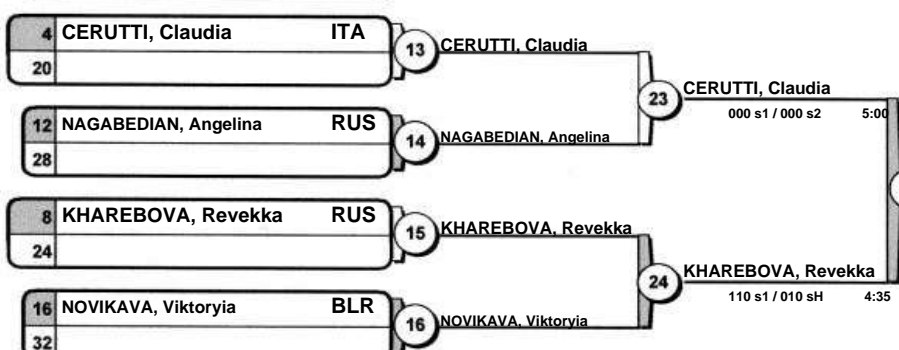 4 CERUTTI, Claudia ITA
20
13 CERUTTI, Claudia
12 NAGABEDIAN, Angelina RUS
28
14 NAGABEDIAN, Angelina
23 CERUTTI, Claudia
000 s1 / 000 s2 5:00
8 KHAREBOVA, Revekka RUS
24
15 KHAREBOVA, Revekka
16 NOVIKAVA, Viktoryia BLR
32
16 NOVIKAVA, Viktoryia
24 KHAREBOVA, Revekka
110 s1 / 010 sH 4:35